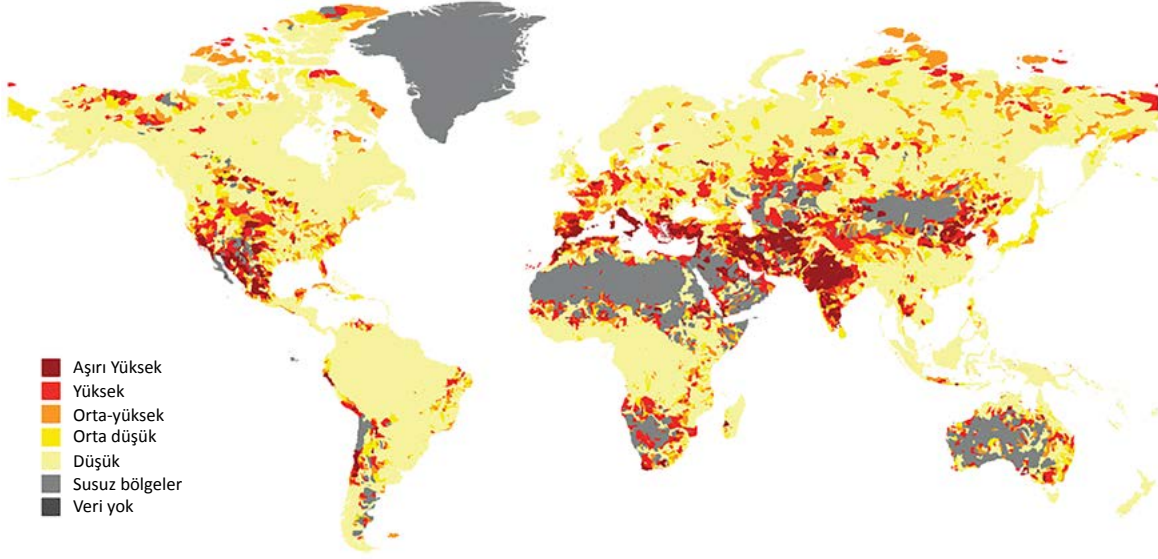 Aşırı Yüksek
Yüksek
Orta-yüksek
Orta düşük
Düşük
Susuz bölgeler
Veri yok